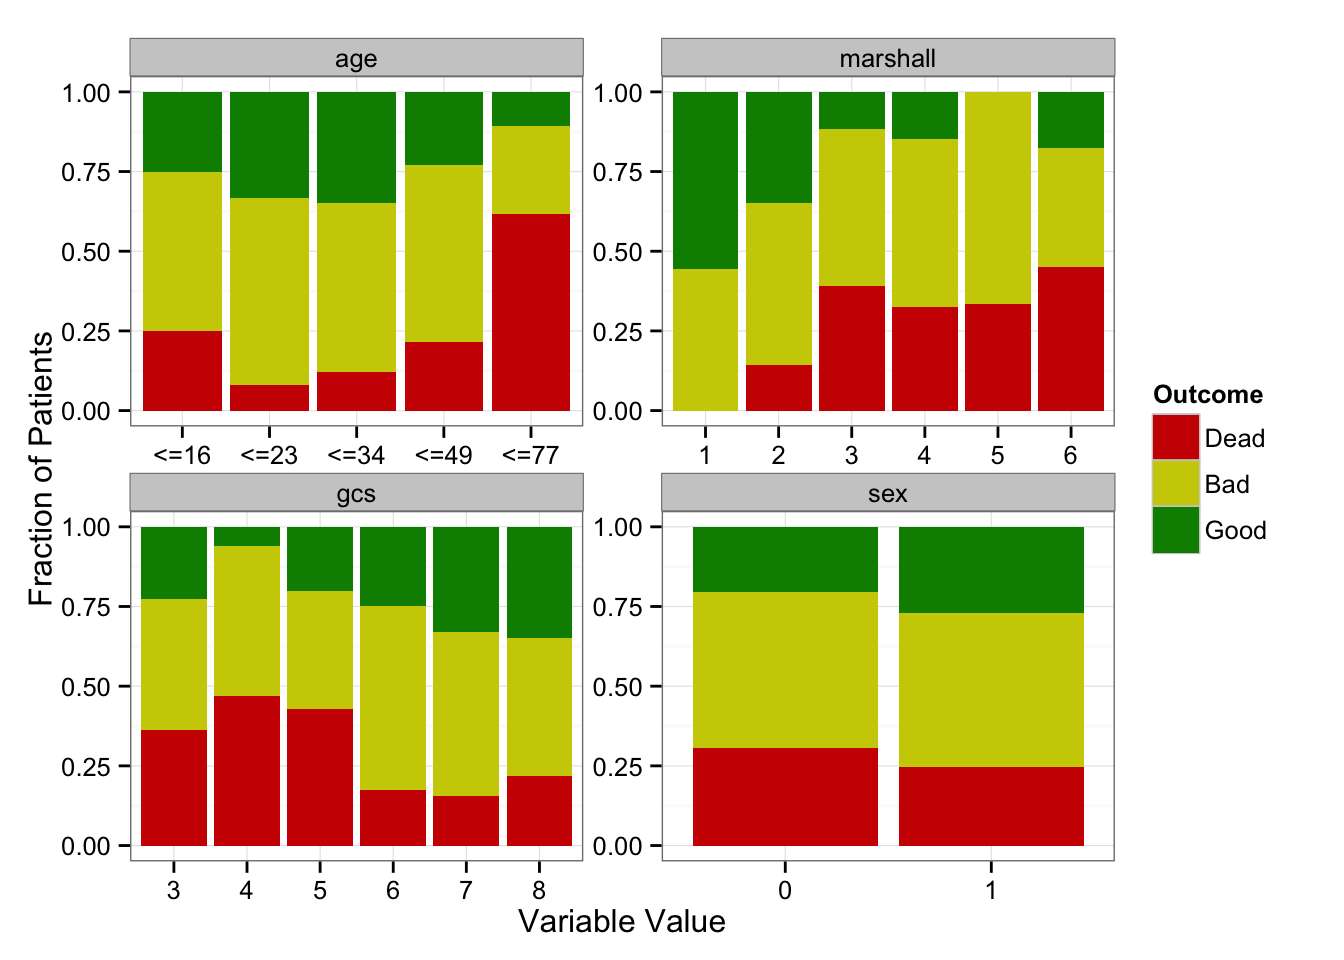 age
marshall
1.00
0.75
0.50
0.25
0.00
1.00
0.75
0.50
0.25
0.00
<=16 <=23 <=34 <=49 <=77
1 2 3 4 5 6
gcs
sex
1.00
0.75
0.50
0.25
0.00
1.00
0.75
0.50
0.25
0.00
3 4 5 6 7 8
0 1
Fraction of Patients
Variable Value
Outcome
Dead
Bad
Good